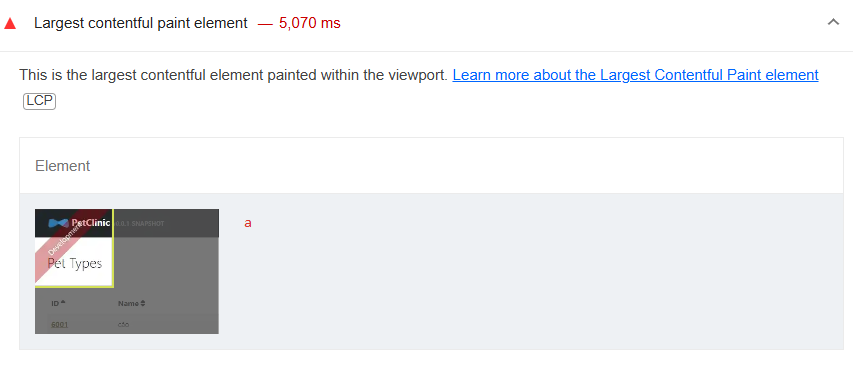 Largest contentful paint element — 5,070 ms
This is the largest contentful element painted within the viewport. Learn more about the Largest Contentful Paint element
LCP
Element
PetClinic SNAPSHOT
Development
Pet Types
ID Name
a